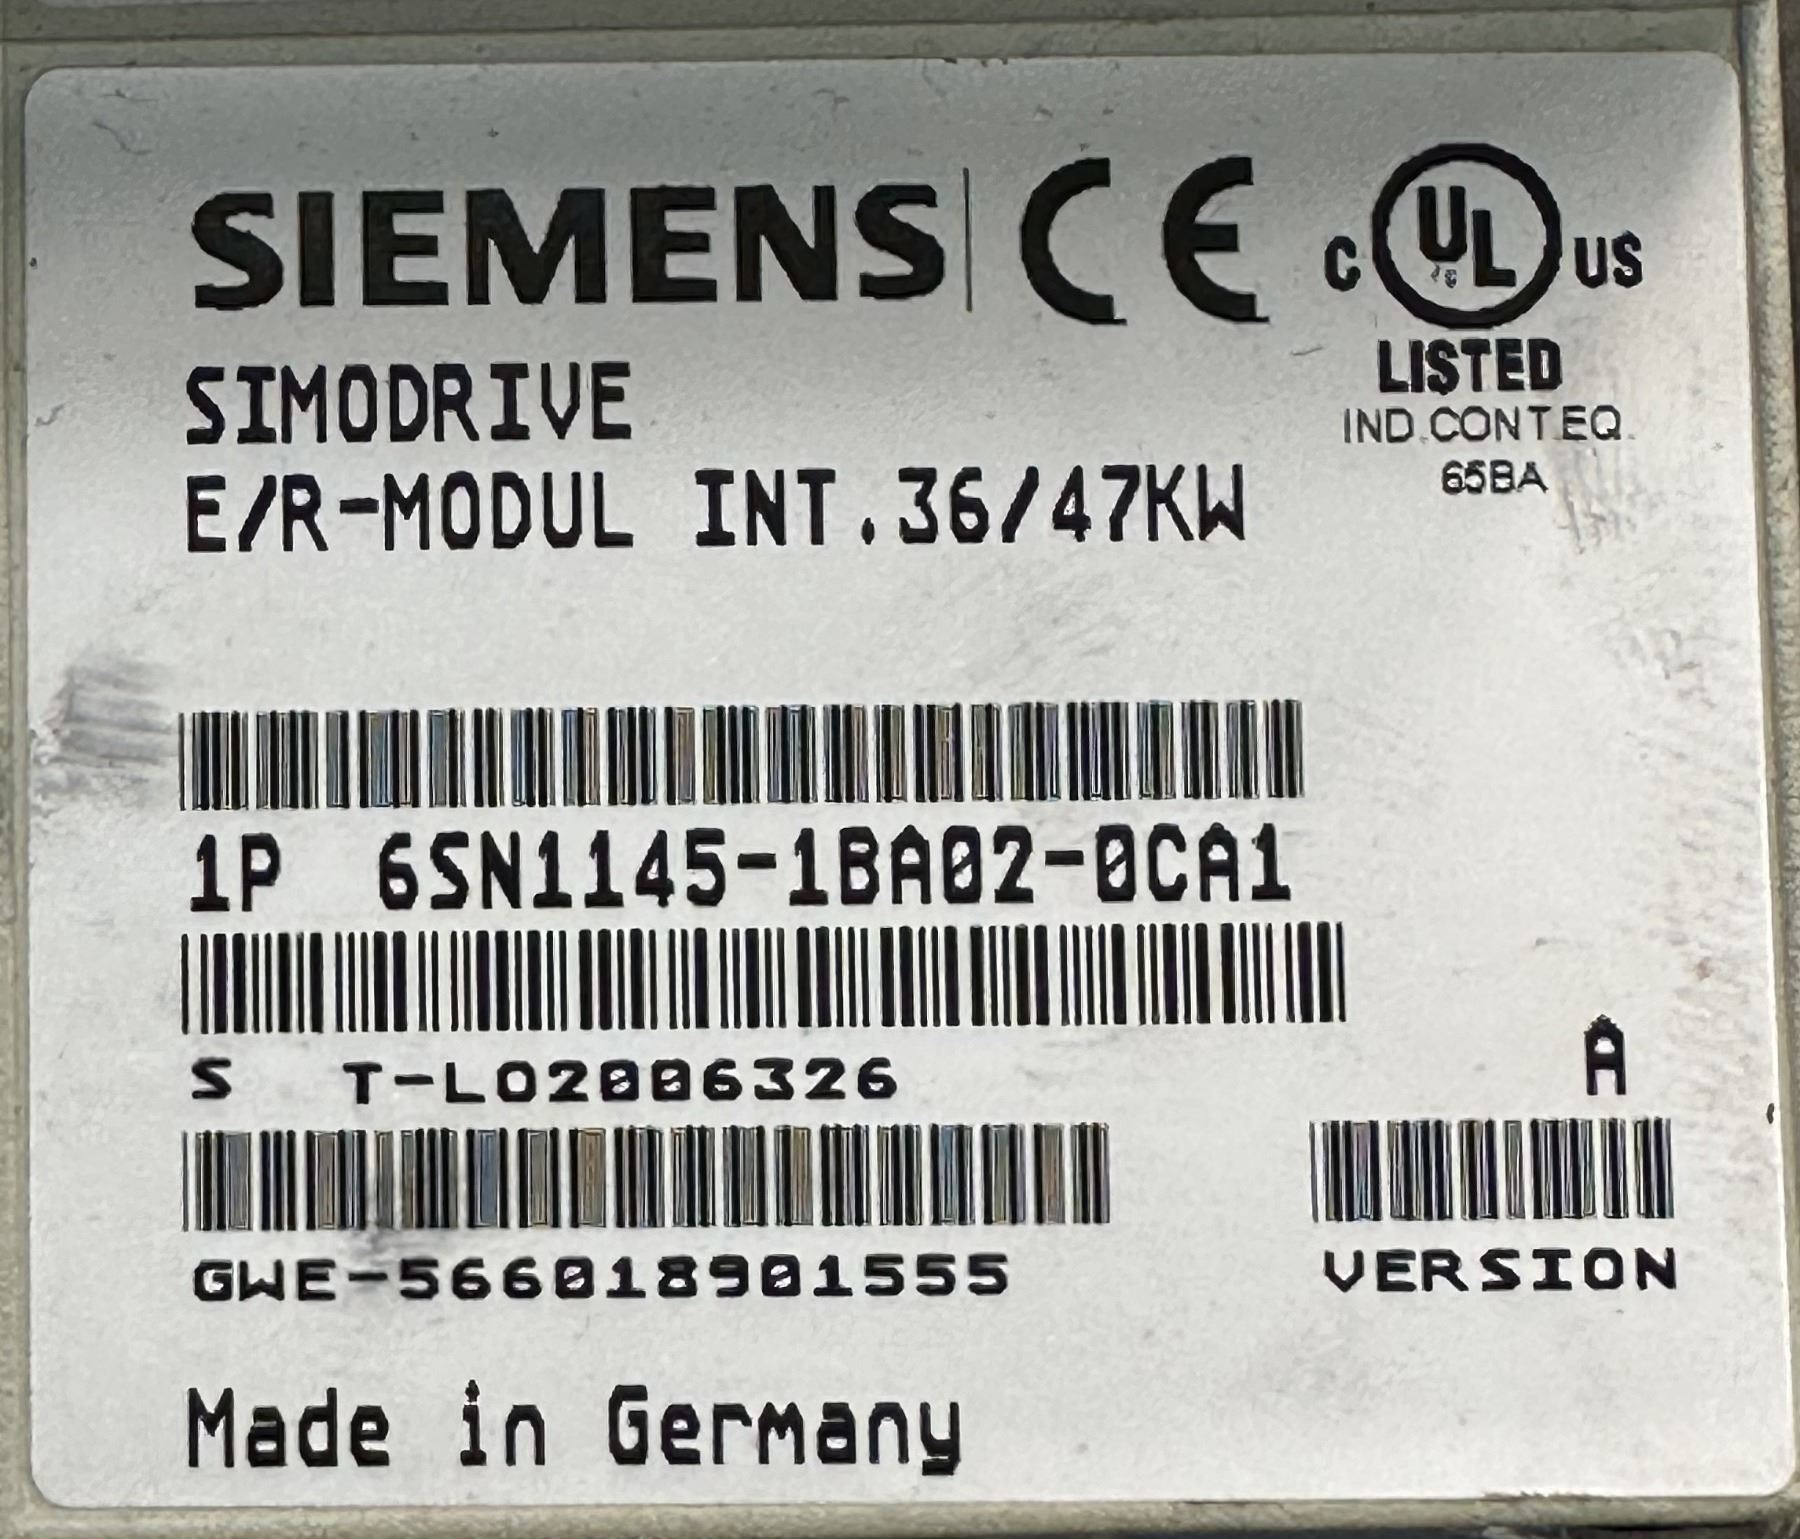 SIEMENS CE
C UL US
LISTED
IND.CONT.EQ.
65BA
SIMODRIVE
E/R-MODUL INT.36/47KW
1P 6SN1145-1BA02-0CA1
S T-LO2006326
A
GWE-566018901555
VERSION
Made in Germany